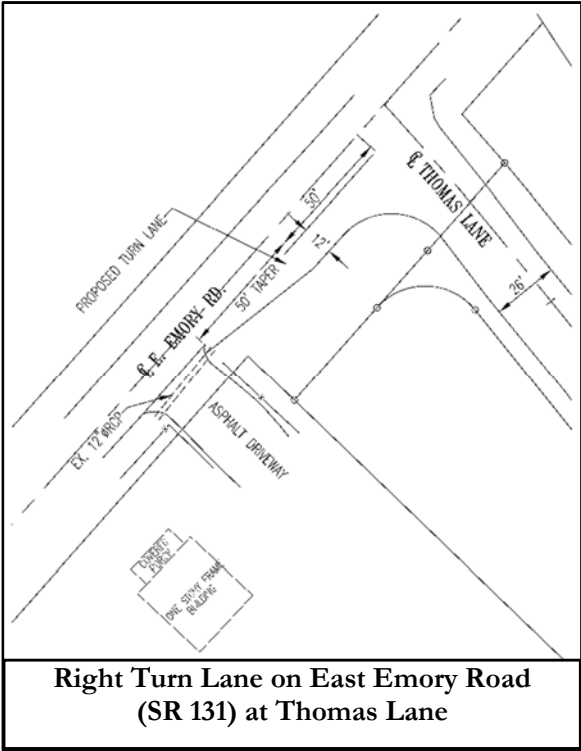 ℄ THOMAS LANE
50'
12'
PROPOSED TURN LANE
50' TAPER
26'
℄ E. EMORY RD.
EX. 12"ØRCP
ASPHALT DRIVEWAY
ONE STORY FRAME
BUILDING
Right Turn Lane on East Emory Road
(SR 131) at Thomas Lane